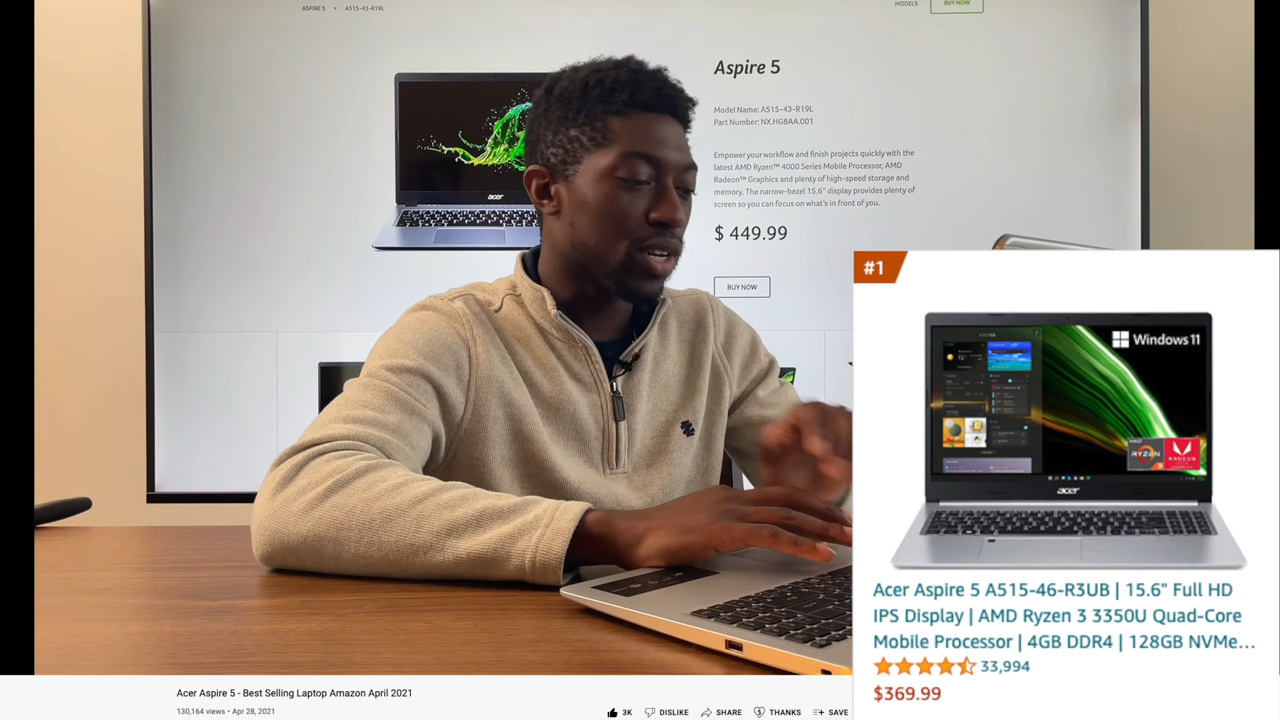 ASPIRE 5 • A515-43-R19L
MODELS
BUY NOW
Aspire 5
Model Name: A515-43-R19L
Part Number: NX.HG8AA.001
Empower your workflow and finish projects quickly with the
latest AMD Ryzen™ 4000 Series Mobile Processor, AMD
Radeon™ Graphics and plenty of high-speed storage and
memory. The narrow-bezel 15.6" display provides plenty of
screen so you can focus on what's in front of you.
$ 449.99
BUY NOW
acer
#1
Windows 11
RYZEN
RADEON
acer
Acer Aspire 5 A515-46-R3UB | 15.6" Full HD
IPS Display | AMD Ryzen 3 3350U Quad-Core
Mobile Processor | 4GB DDR4 | 128GB NVMe...
33,994
$369.99
Acer Aspire 5 - Best Selling Laptop Amazon April 2021
130,164 views • Apr 28, 2021
3K
DISLIKE
SHARE
THANKS
SAVE